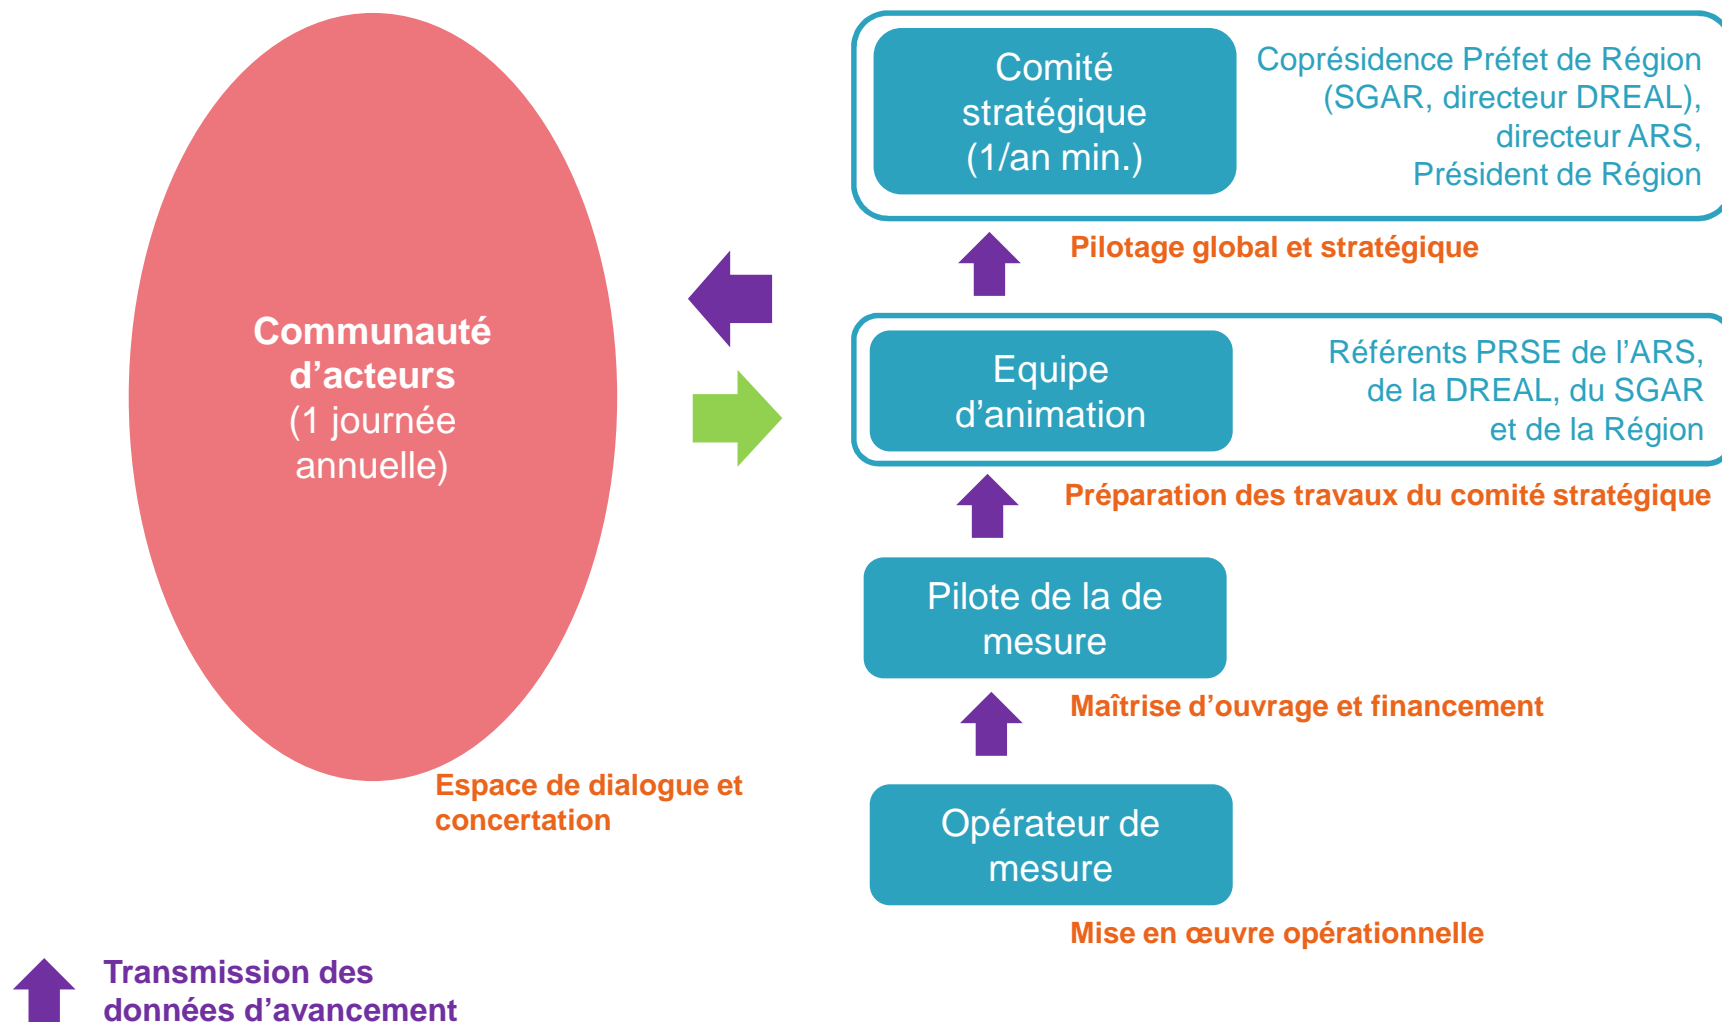 Communauté
d’acteurs
(1 journée
annuelle)
Espace de dialogue et
concertation
Comité
stratégique
(1/an min.)
Coprésidence Préfet de Région
(SGAR, directeur DREAL),
directeur ARS,
Président de Région
Pilotage global et stratégique
Equipe
d’animation
Référents PRSE de l’ARS,
de la DREAL, du SGAR
et de la Région
Préparation des travaux du comité stratégique
Pilote de la de
mesure
Maîtrise d’ouvrage et financement
Opérateur de
mesure
Mise en œuvre opérationnelle
Transmission des
données d’avancement